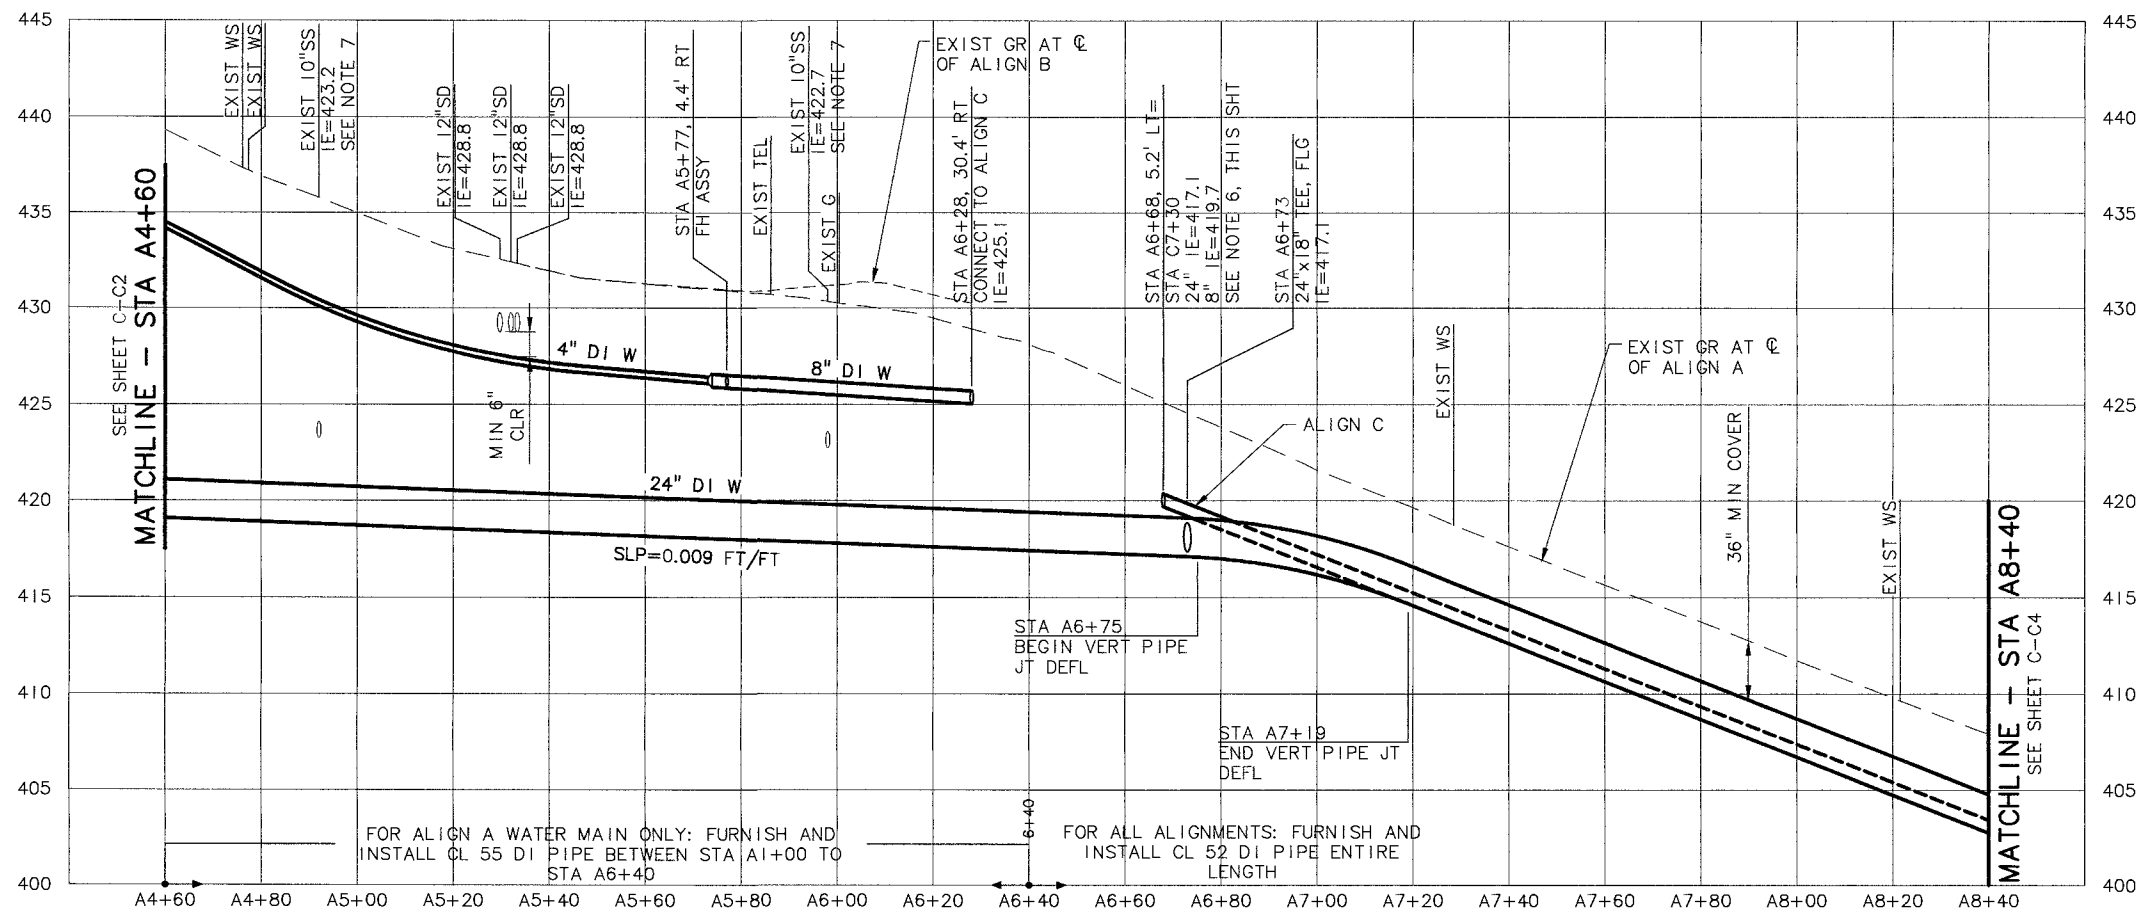 445
440
435
430
425
420
415
410
405
400
445
440
435
430
425
420
415
410
405
400
SEE SHEET C-C2
MATCHLINE - STA A4+60
EXIST WS
EXIST WS
EXIST 10"SS
IE=423.2
SEE NOTE 7
EXIST 12"SD
IE=428.8
EXIST 12"SD
IE=428.8
EXIST 12"SD
IE=428.8
STA A5+77, 4.4' RT
FH ASSY
EXIST TEL
EXIST 10"SS
IE=422.7
SEE NOTE 7
EXIST G
EXIST GR AT ℄
OF ALIGN B
STA A6+28, 30.4' RT
CONNECT TO ALIGN C
IE=425.1
STA A6+68, 5.2' LT=
STA C7+30
24" IE=417.1
8" IE=419.7
SEE NOTE 6, THIS SHT
STA A6+73
24"x18" TEE, FLG
IE=417.1
EXIST WS
EXIST GR AT ℄
OF ALIGN A
36" MIN COVER
EXIST WS
MATCHLINE - STA A8+40
SEE SHEET C-C4
4" DI W
8" DI W
MIN 6"
CLR
ALIGN C
24" DI W
SLP=0.009 FT/FT
STA A6+75
BEGIN VERT PIPE
JT DEFL
STA A7+19
END VERT PIPE JT
DEFL
FOR ALIGN A WATER MAIN ONLY: FURNISH AND
INSTALL CL 55 DI PIPE BETWEEN STA A1+00 TO
STA A6+40
6+40
FOR ALL ALIGNMENTS: FURNISH AND
INSTALL CL 52 DI PIPE ENTIRE
LENGTH
A4+60 A4+80 A5+00 A5+20 A5+40 A5+60 A5+80 A6+00 A6+20 A6+40 A6+60 A6+80 A7+00 A7+20 A7+40 A7+60 A7+80 A8+00 A8+20 A8+40